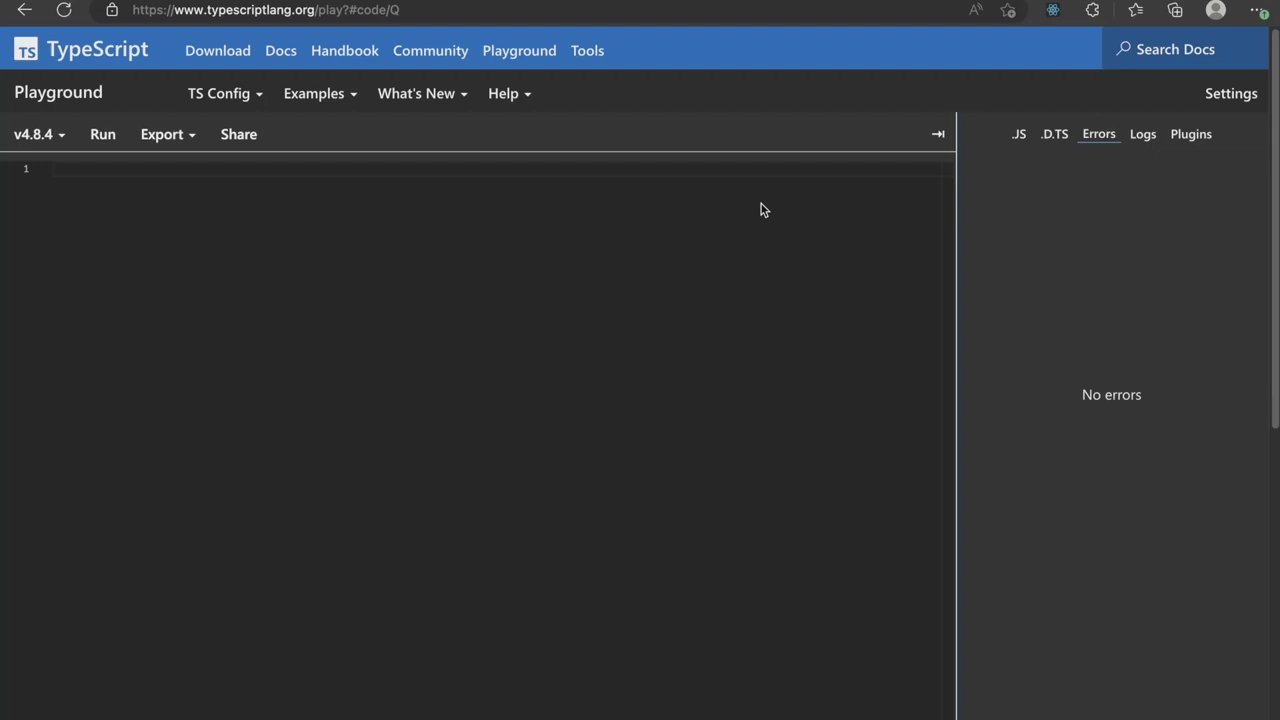 https://www.typescriptlang.org/play?#code/Q
TS TypeScript Download Docs Handbook Community Playground Tools Search Docs
Playground TS Config Examples What's New Help Settings
v4.8.4 Run Export Share .JS .D.TS Errors Logs Plugins
1
No errors